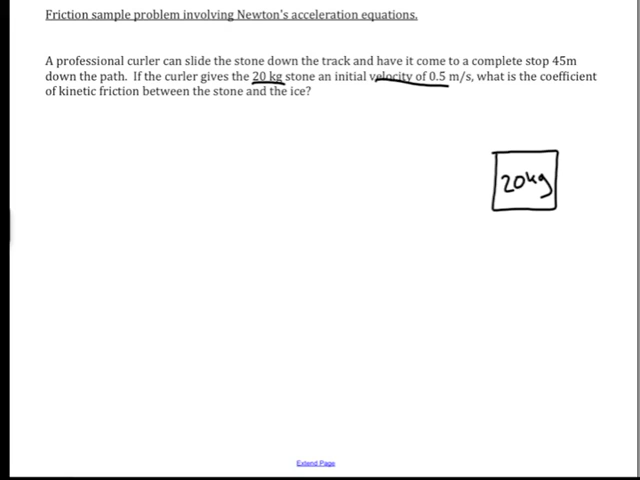 Friction sample problem involving Newton's acceleration equations.
A professional curler can slide the stone down the track and have it come to a complete stop 45m
down the path.  If the curler gives the 20 kg stone an initial velocity of 0.5 m/s, what is the coefficient
of kinetic friction between the stone and the ice?
20kg
Extend Page